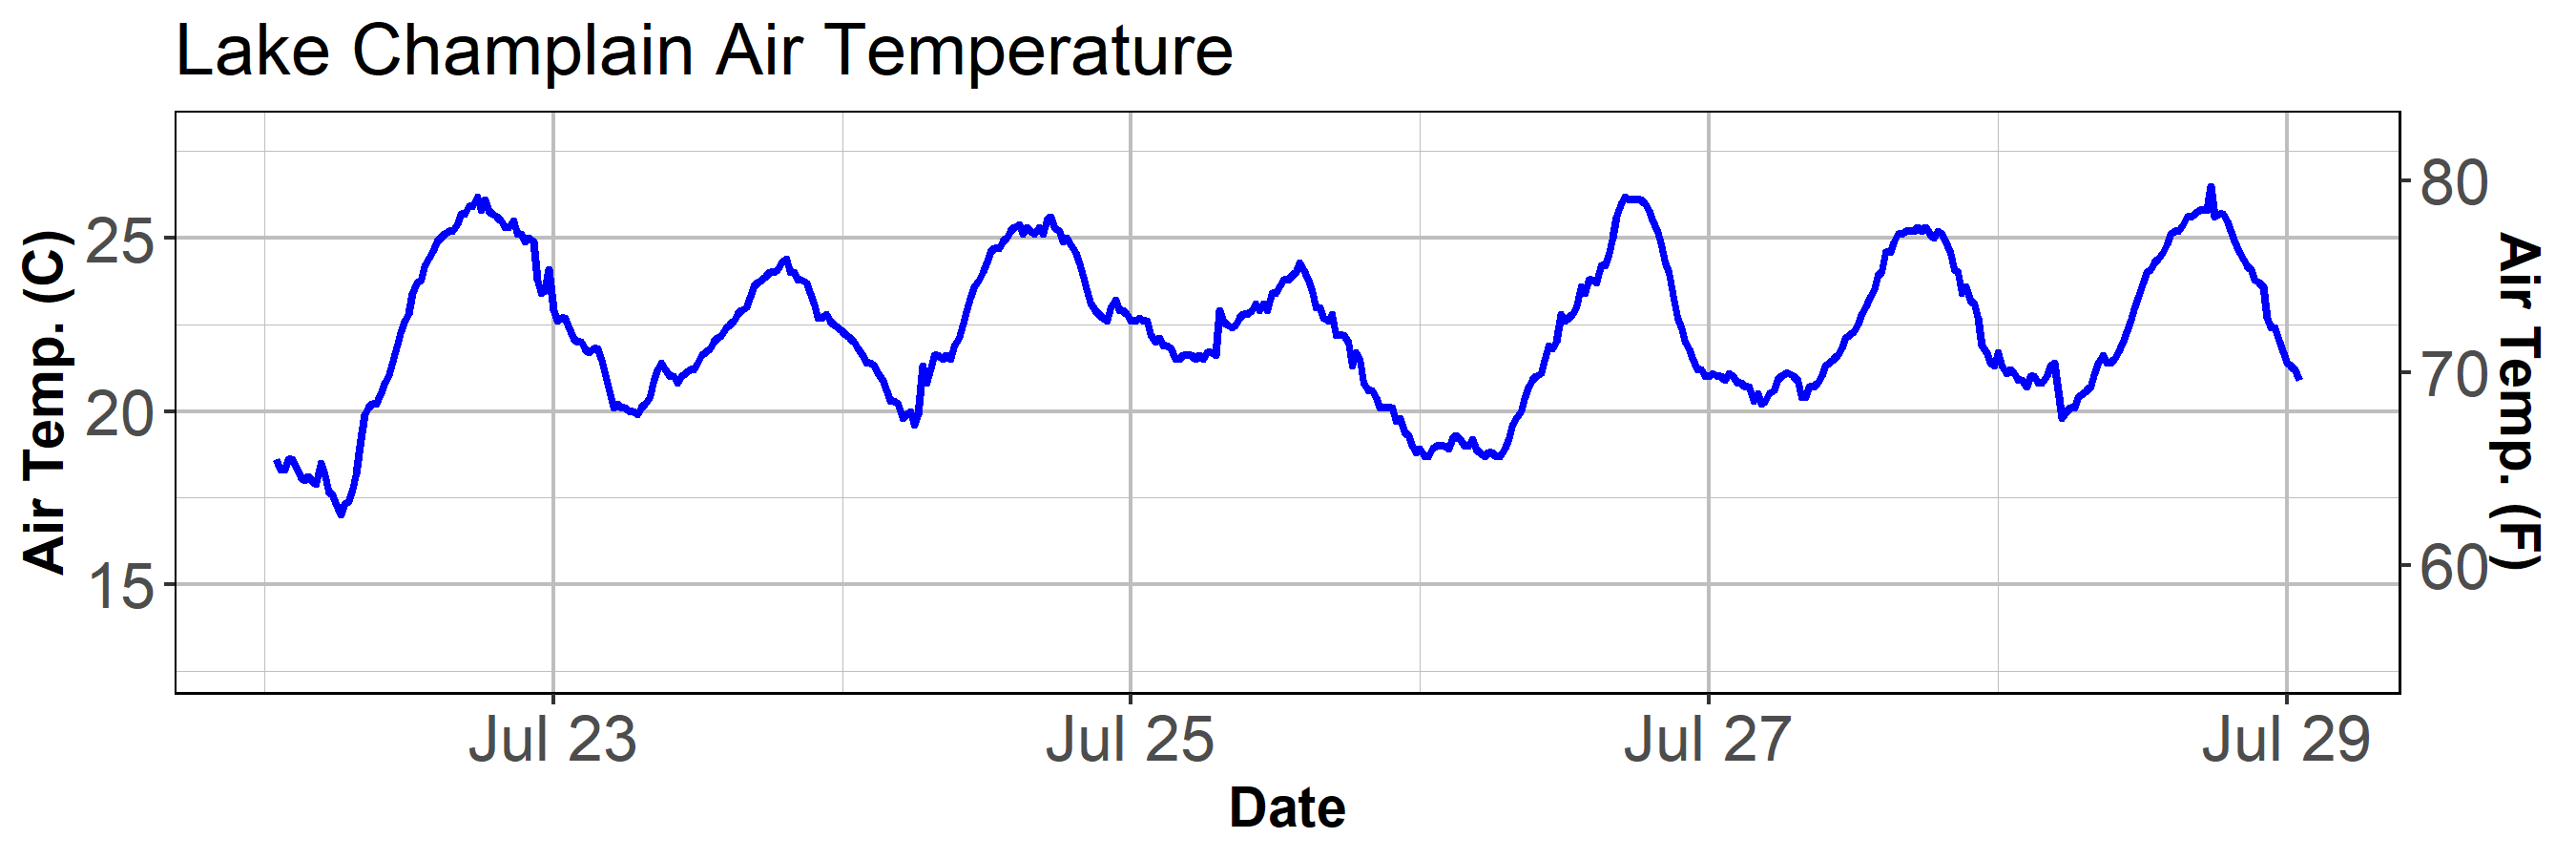 Lake Champlain Air Temperature
Air Temp. (C)
25
20
15
80
70
60
Air Temp. (F)
Jul 23 Jul 25 Jul 27 Jul 29
Date